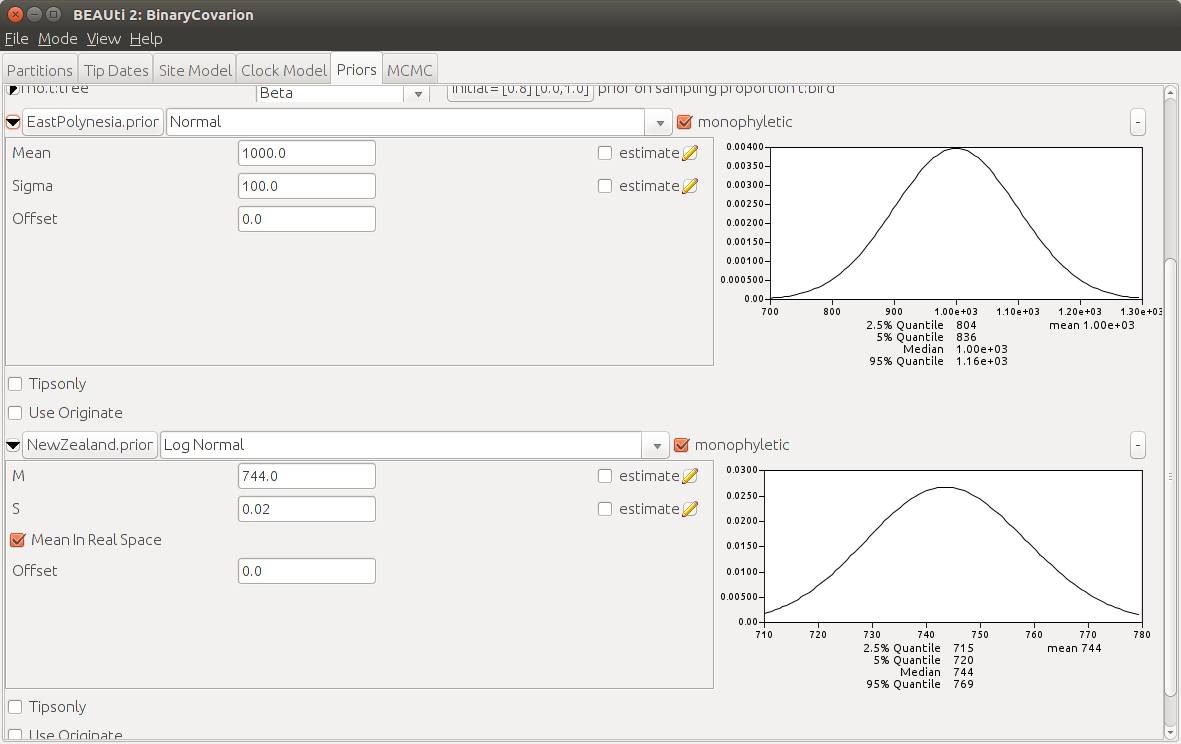 BEAUti 2: BinaryCovarion
File Mode View Help
Partitions Tip Dates Site Model Clock Model Priors MCMC
rho.t:tree Beta initial = [0.8] [0.0,1.0] prior on sampling proportion t:bird
EastPolynesia.prior Normal monophyletic -
Mean 1000.0 estimate
Sigma 100.0 estimate
Offset 0.0
0.00400
0.00350
0.00300
0.00250
0.00200
0.00150
0.00100
0.000500
0.00
700 800 900 1.00e+03 1.10e+03 1.20e+03 1.30e+03
2.5% Quantile 804 mean 1.00e+03
5% Quantile 836
Median 1.00e+03
95% Quantile 1.16e+03
Tipsonly
Use Originate
NewZealand.prior Log Normal monophyletic -
M 744.0 estimate
S 0.02 estimate
Mean In Real Space
Offset 0.0
0.0300
0.0250
0.0200
0.0150
0.0100
0.00500
0.00
710 720 730 740 750 760 770 780
2.5% Quantile 715 mean 744
5% Quantile 720
Median 744
95% Quantile 769
Tipsonly
Use Originate